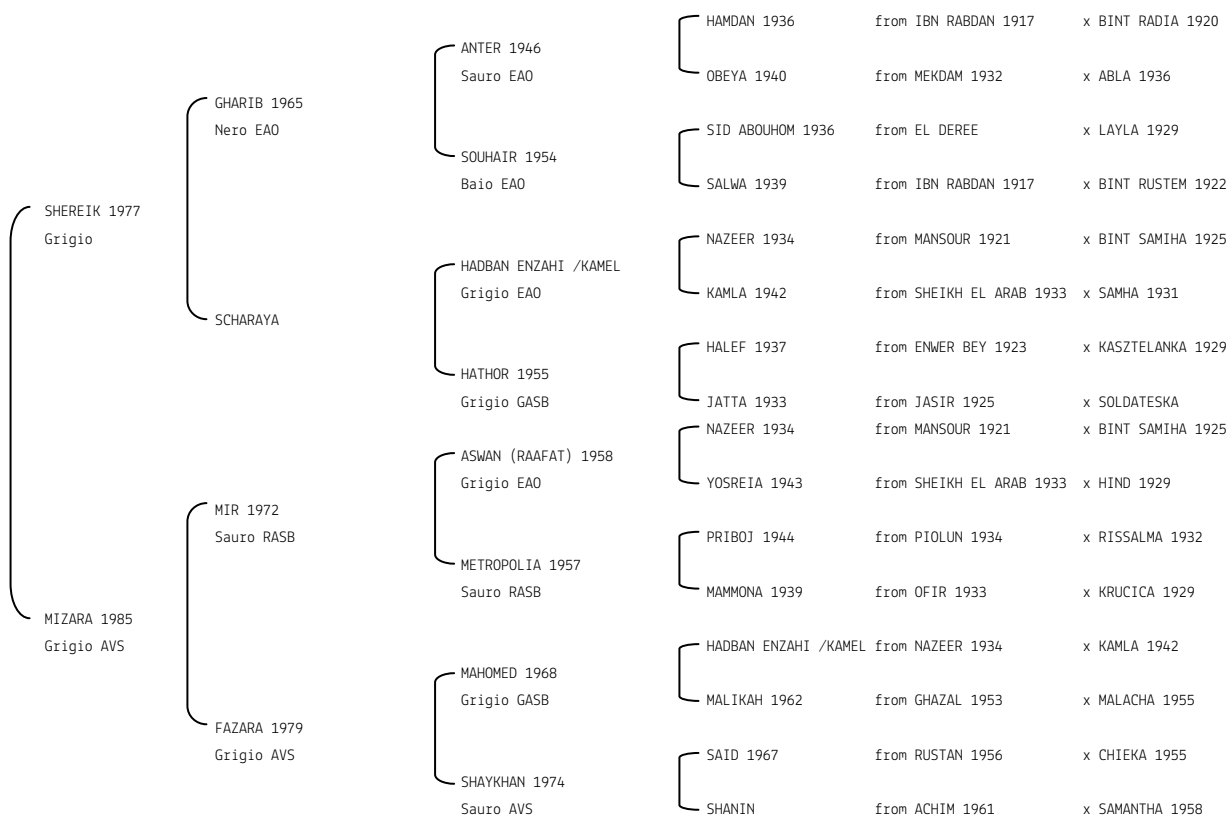 HAMDAN 1936 from IBN RABDAN 1917 x BINT RADIA 1920
ANTER 1946
Sauro EAO
OBEYA 1940 from MEKDAM 1932 x ABLA 1936
GHARIB 1965
Nero EAO
SID ABOUHOM 1936 from EL DEREE x LAYLA 1929
SOUHAIR 1954
Baio EAO
SALWA 1939 from IBN RABDAN 1917 x BINT RUSTEM 1922
SHEREIK 1977
Grigio
NAZEER 1934 from MANSOUR 1921 x BINT SAMIHA 1925
HADBAN ENZAHI /KAMEL
Grigio EAO
KAMLA 1942 from SHEIKH EL ARAB 1933 x SAMHA 1931
SCHARAYA
HALEF 1937 from ENWER BEY 1923 x KASZTELANKA 1929
HATHOR 1955
Grigio GASB
JATTA 1933 from JASIR 1925 x SOLDATESKA
NAZEER 1934 from MANSOUR 1921 x BINT SAMIHA 1925
ASWAN (RAAFAT) 1958
Grigio EAO
YOSREIA 1943 from SHEIKH EL ARAB 1933 x HIND 1929
MIR 1972
Sauro RASB
PRIBOJ 1944 from PIOLUN 1934 x RISSALMA 1932
METROPOLIA 1957
Sauro RASB
MAMMONA 1939 from OFIR 1933 x KRUCICA 1929
MIZARA 1985
Grigio AVS
HADBAN ENZAHI /KAMEL from NAZEER 1934 x KAMLA 1942
MAHOMED 1968
Grigio GASB
MALIKAH 1962 from GHAZAL 1953 x MALACHA 1955
FAZARA 1979
Grigio AVS
SAID 1967 from RUSTAN 1956 x CHIEKA 1955
SHAYKHAN 1974
Sauro AVS
SHANIN from ACHIM 1961 x SAMANTHA 1958